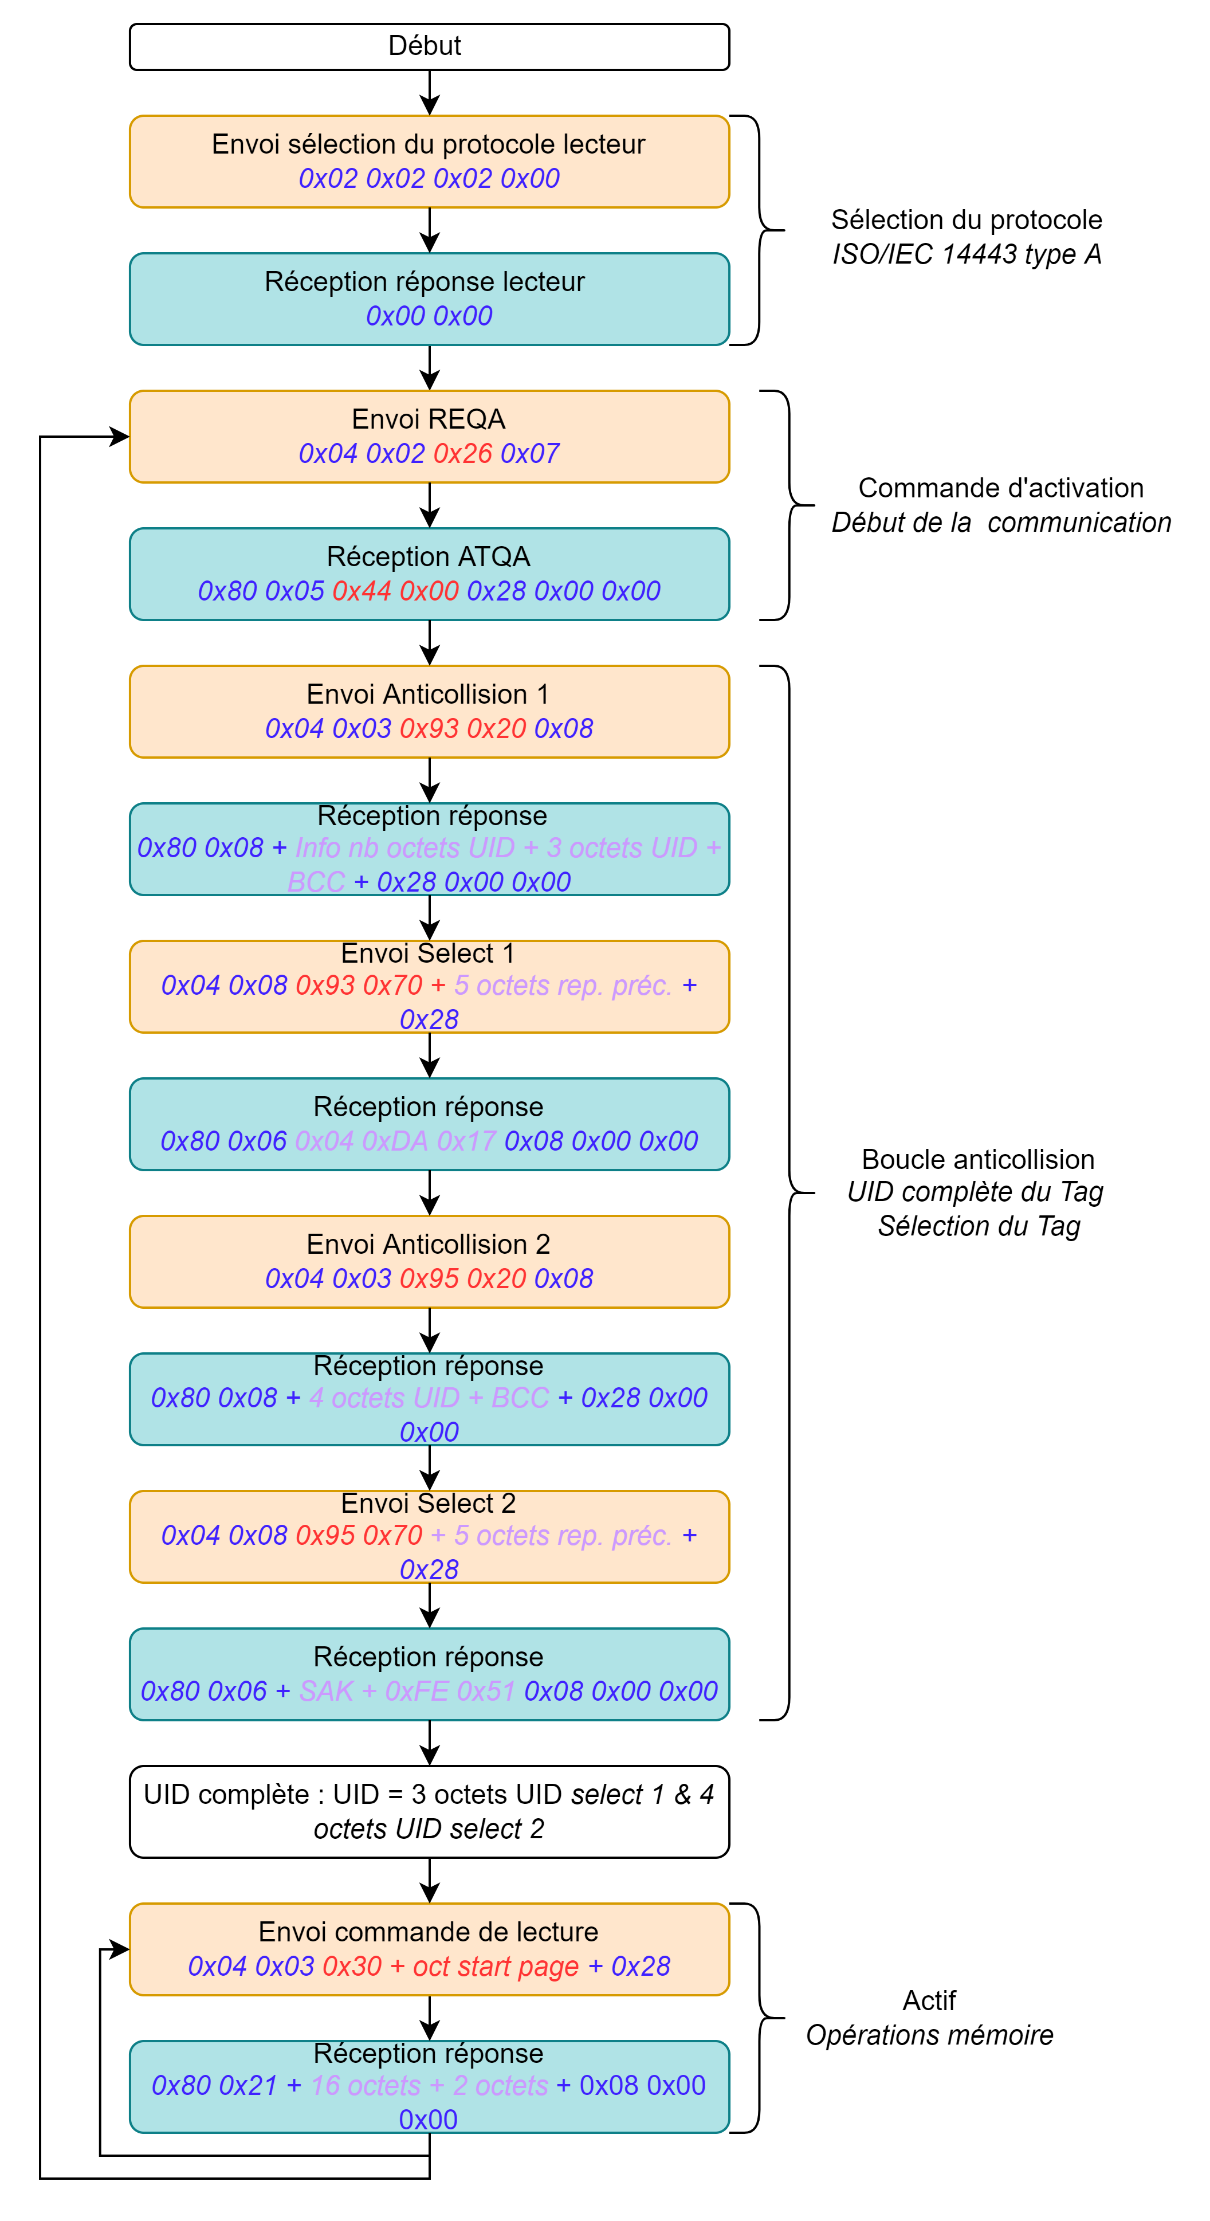 Début
Envoi sélection du protocole lecteur
0x02 0x02 0x02 0x00
Sélection du protocole
ISO/IEC 14443 type A
Réception réponse lecteur
0x00 0x00
Envoi REQA
0x04 0x02 0x26 0x07
Commande d'activation
Début de la  communication
Réception ATQA
0x80 0x05 0x44 0x00 0x28 0x00 0x00
Envoi Anticollision 1
0x04 0x03 0x93 0x20 0x08
Réception réponse
0x80 0x08 + Info nb octets UID + 3 octets UID +
BCC + 0x28 0x00 0x00
Envoi Select 1
0x04 0x08 0x93 0x70 + 5 octets rep. préc. +
0x28
Réception réponse
0x80 0x06 0x04 0xDA 0x17 0x08 0x00 0x00
Boucle anticollision
UID complète du Tag
Sélection du Tag
Envoi Anticollision 2
0x04 0x03 0x95 0x20 0x08
Réception réponse
0x80 0x08 + 4 octets UID + BCC + 0x28 0x00
0x00
Envoi Select 2
0x04 0x08 0x95 0x70 + 5 octets rep. préc. +
0x28
Réception réponse
0x80 0x06 + SAK + 0xFE 0x51 0x08 0x00 0x00
UID complète : UID = 3 octets UID select 1 & 4
octets UID select 2
Envoi commande de lecture
0x04 0x03 0x30 + oct start page + 0x28
Actif
Opérations mémoire
Réception réponse
0x80 0x21 + 16 octets + 2 octets + 0x08 0x00
0x00